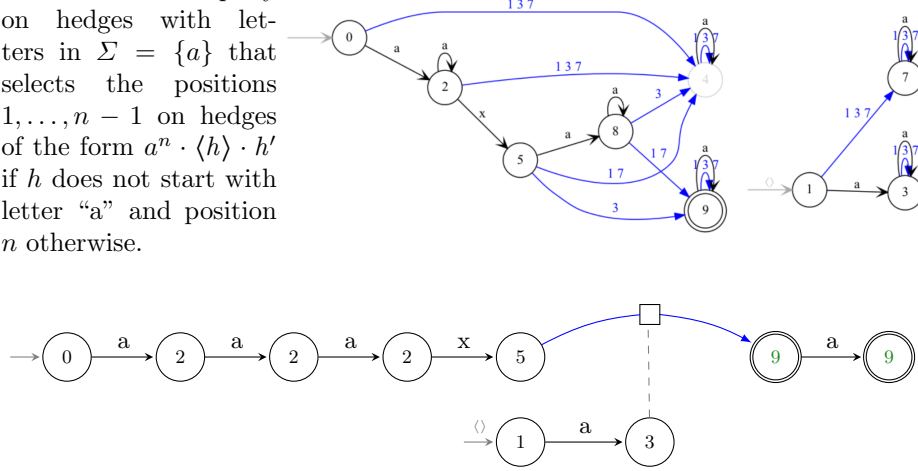 on hedges with let-
ters in Σ = {a} that
selects the positions
1, . . . , n − 1 on hedges
of the form aⁿ · ⟨h⟩ · h′
if h does not start with
letter “a” and position
n otherwise.
1 3 7
0
a
a
2
1 3 7
x
5
a
a
8
3
1 7
1 7
3
a
1 3 7
4
a
1 3 7
9
⟨⟩
1
1 3 7
a
a
1 3 7
7
a
1 3 7
3
0 a 2 a 2 a 2 x 5 9 a 9
⟨⟩ 1 a 3